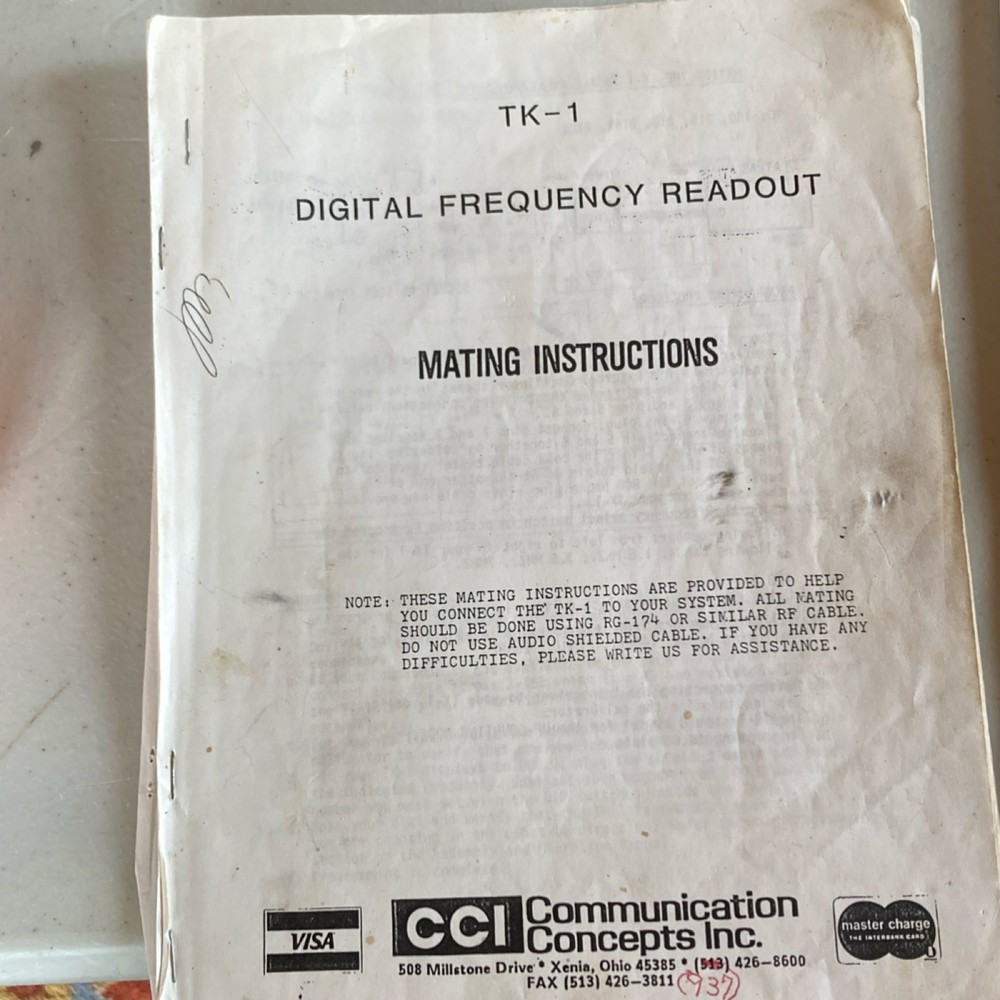 TK-1
DIGITAL FREQUENCY READOUT
MATING INSTRUCTIONS
NOTE: THESE MATING INSTRUCTIONS ARE PROVIDED TO HELP
YOU CONNECT THE TK-1 TO YOUR SYSTEM. ALL MATING
SHOULD BE DONE USING RG-174 OR SIMILAR RF CABLE.
DO NOT USE AUDIO SHIELDED CABLE. IF YOU HAVE ANY
DIFFICULTIES, PLEASE WRITE US FOR ASSISTANCE.
VISA
CCI Communication
Concepts Inc.
508 Millstone Drive • Xenia, Ohio 45385 • (513) 426-8600
FAX (513) 426-3811 (937)
master charge
THE INTERBANK CARD